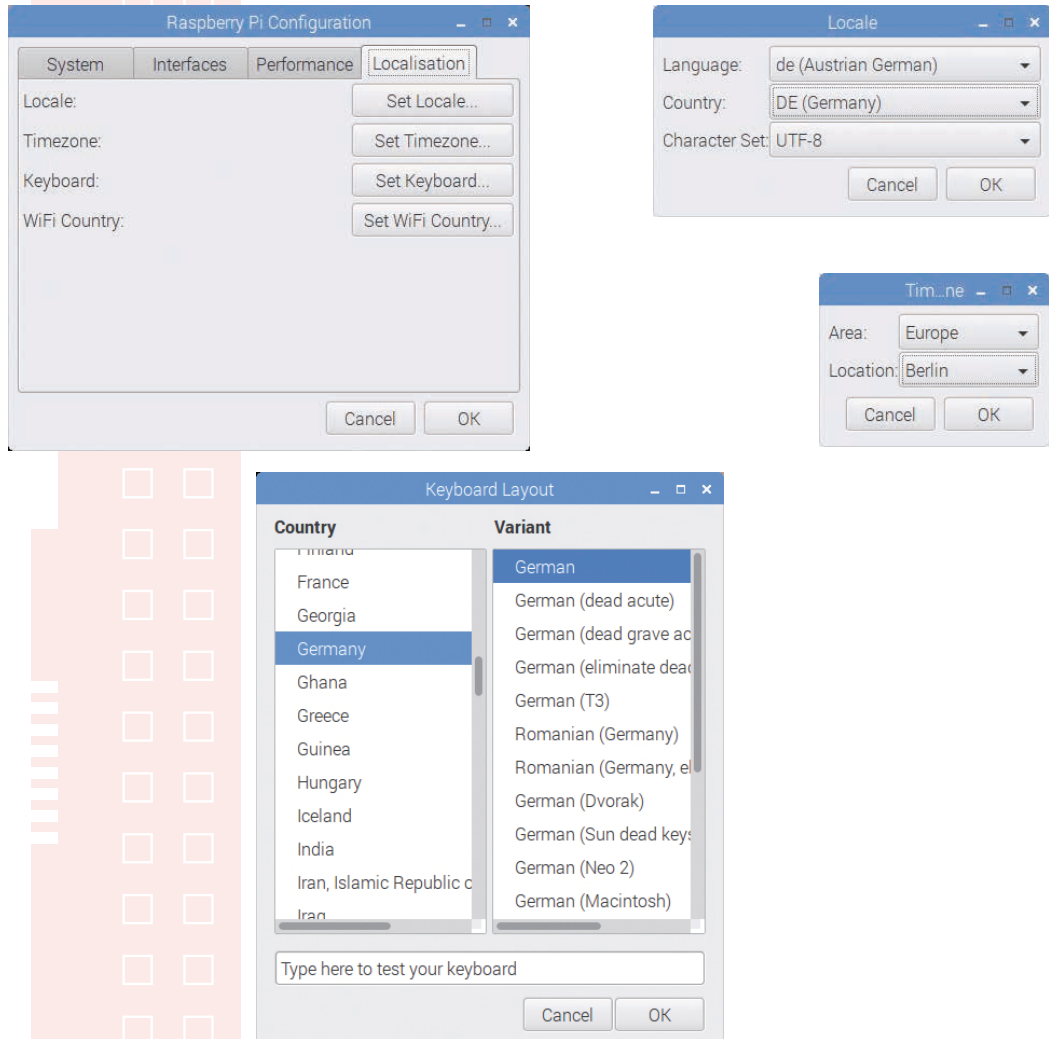 Raspberry Pi Configuration
System Interfaces Performance Localisation
Locale: Set Locale...
Timezone: Set Timezone...
Keyboard: Set Keyboard...
WiFi Country: Set WiFi Country...
Cancel OK
Locale
Language: de (Austrian German)
Country: DE (Germany)
Character Set: UTF-8
Cancel OK
Tim...ne
Area: Europe
Location: Berlin
Cancel OK
Keyboard Layout
Country
Finland
France
Georgia
Germany
Ghana
Greece
Guinea
Hungary
Iceland
India
Iran, Islamic Republic o
Iraq
Variant
German
German (dead acute)
German (dead grave ac
German (eliminate dead
German (T3)
Romanian (Germany)
Romanian (Germany, el
German (Dvorak)
German (Sun dead keys
German (Neo 2)
German (Macintosh)
Type here to test your keyboard
Cancel OK